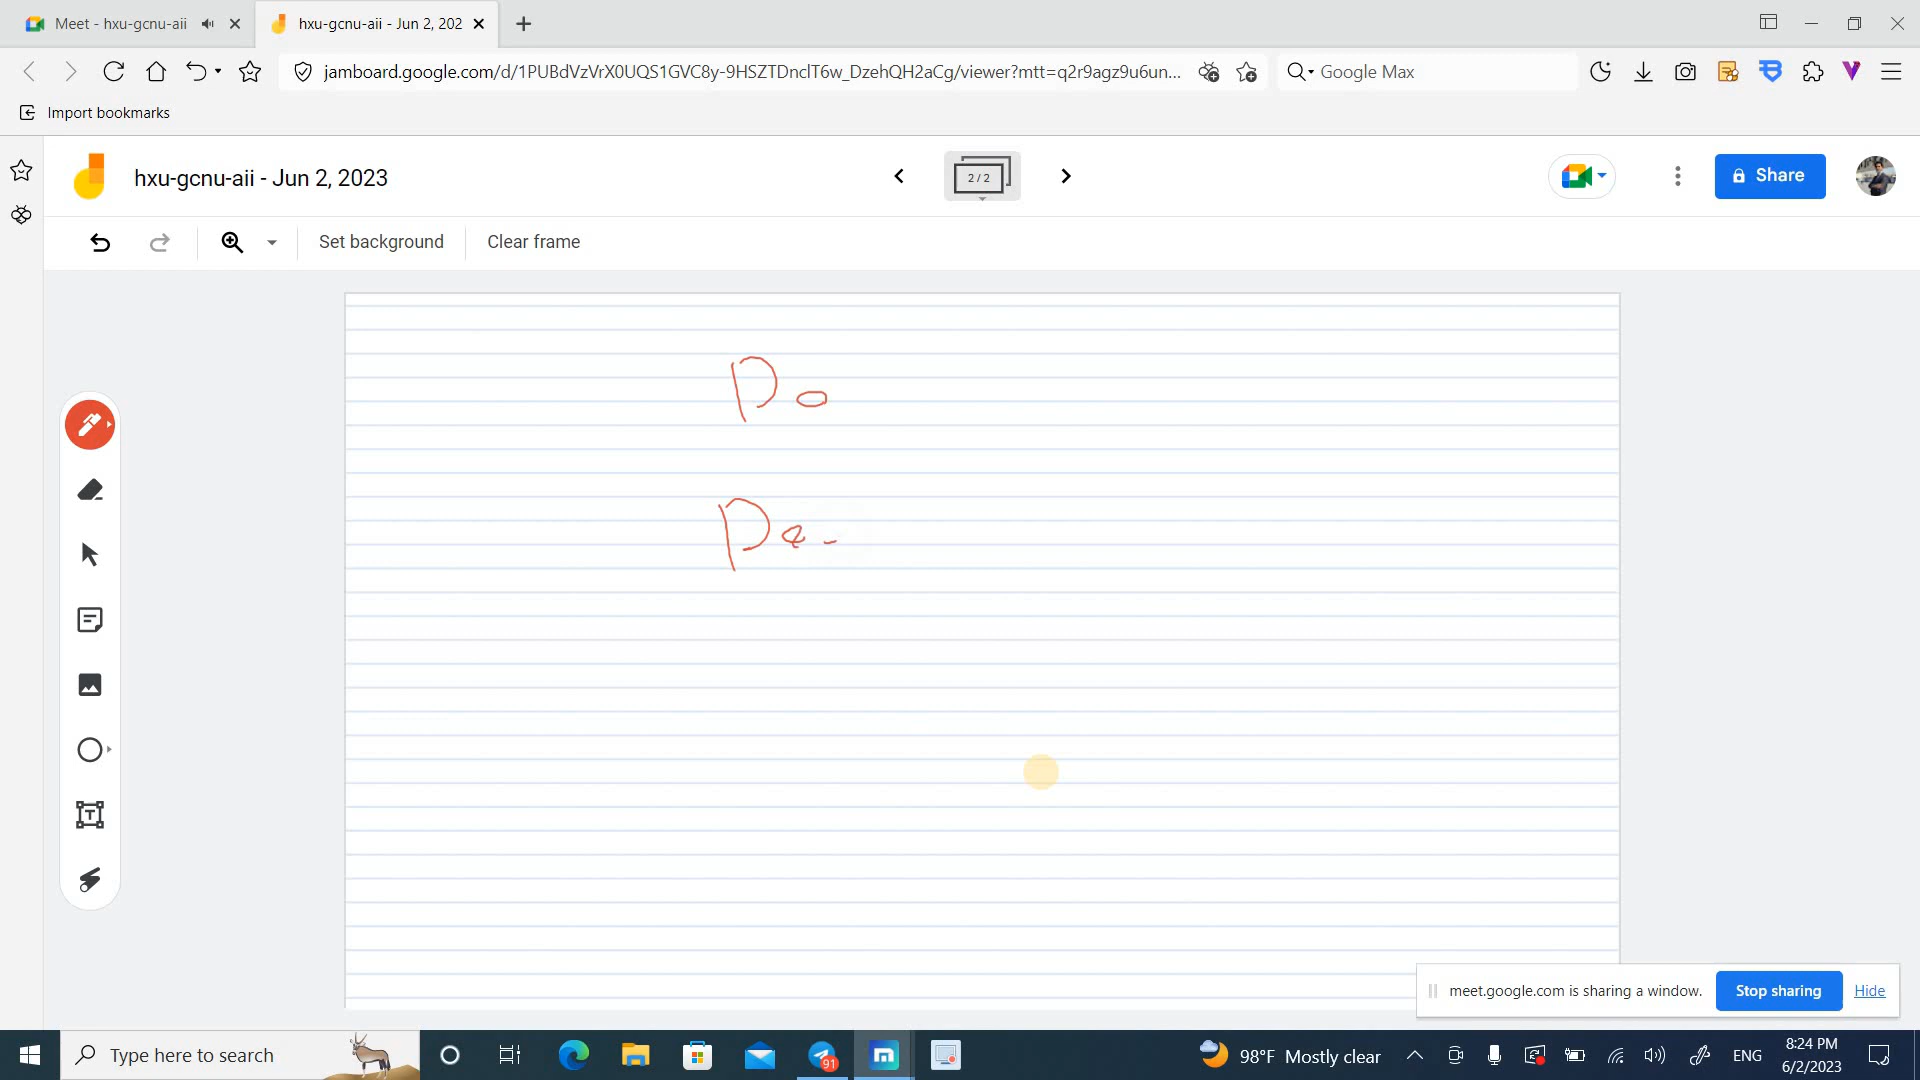 Meet - hxu-gcnu-aii
hxu-gcnu-aii - Jun 2, 202
jamboard.google.com/d/1PUBdVzVrX0UQS1GVC8y-9HSZTDnclT6w_DzehQH2aCg/viewer?mtt=q2r9agz9u6un...
Google Max
Import bookmarks
hxu-gcnu-aii - Jun 2, 2023
2 / 2
Share
Set background
Clear frame
Do
De-
meet.google.com is sharing a window.
Stop sharing
Hide
Type here to search
91
98°F Mostly clear
ENG
8:24 PM
6/2/2023